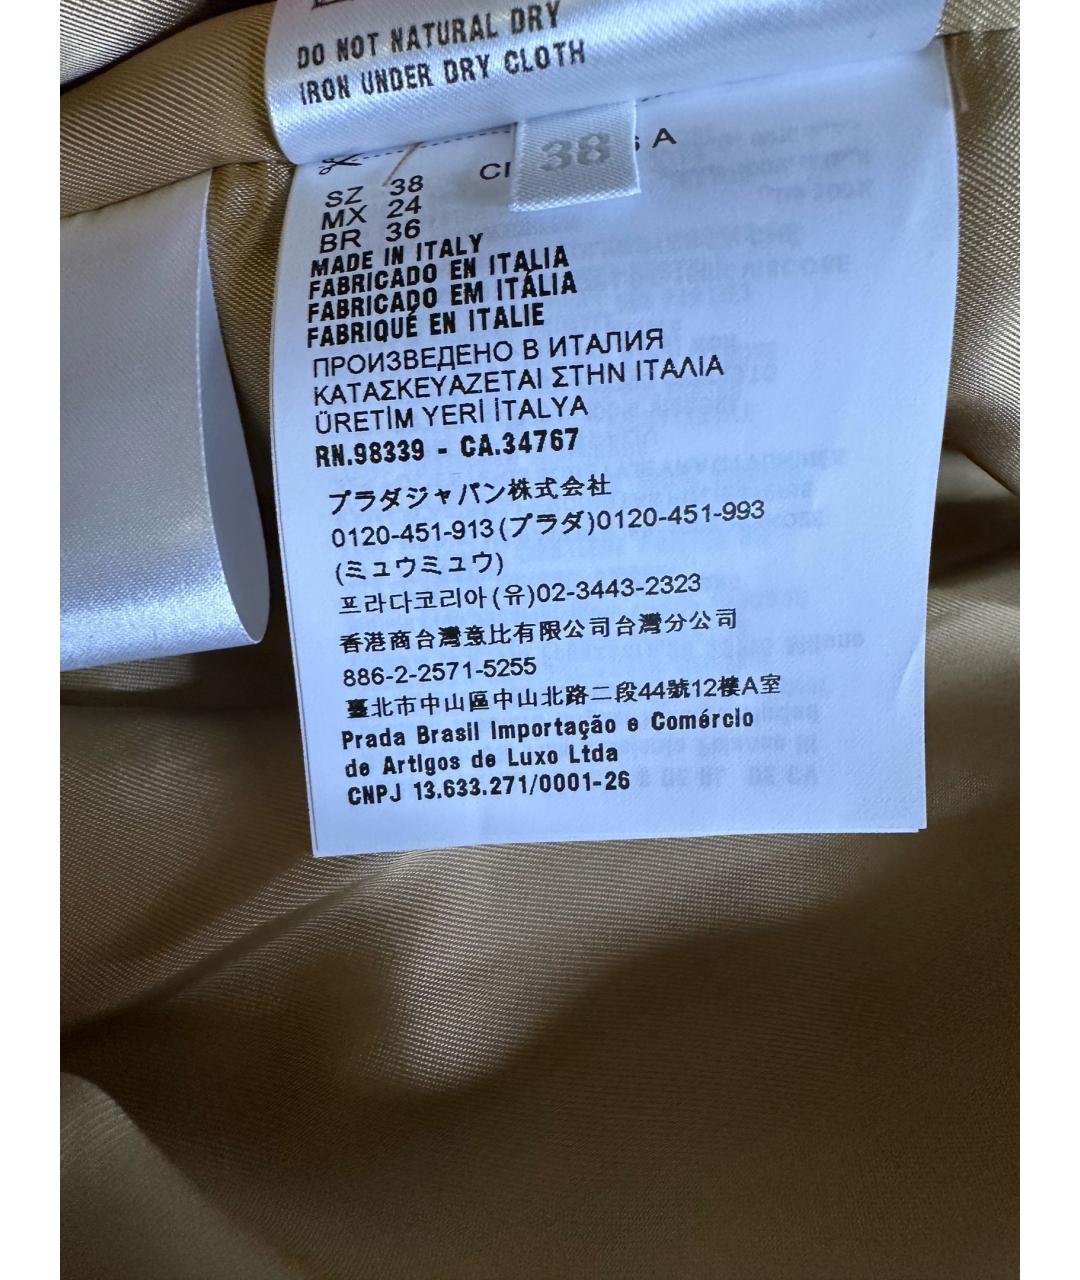 DO NOT NATURAL DRY
IRON UNDER DRY CLOTH
38
A
SZ 38
MX 24
BR 36
MADE IN ITALY
FABRICADO EN ITALIA
FABRICADO EM ITÁLIA
FABRIQUÉ EN ITALIE
ПРОИЗВЕДЕНО В ИТАЛИЯ
ΚΑΤΑΣΚΕΥΑΖΕΤΑΙ ΣΤΗΝ ΙΤΑΛΙΑ
ÜRETİM YERİ İTALYA
RN.98339 - CA.34767
プラダジャパン株式会社
0120-451-913(プラダ)0120-451-993
(ミュウミュウ)
프라다코리아(유)02-3443-2323
香港商台灣意比有限公司台灣分公司
886-2-2571-5255
臺北市中山區中山北路二段44號12樓A室
Prada Brasil Importação e Comércio
de Artigos de Luxo Ltda
CNPJ 13.633.271/0001-26